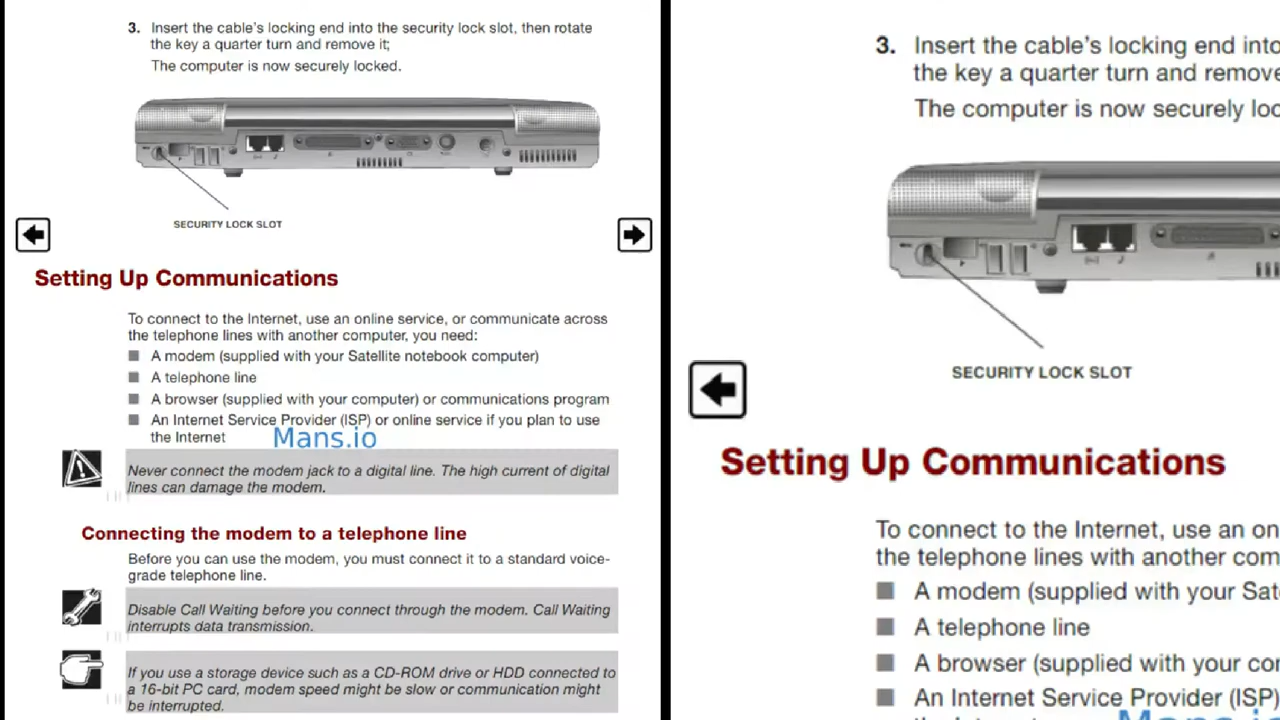 3. Insert the cable's locking end into the security lock slot, then rotate
the key a quarter turn and remove it;
The computer is now securely locked.
SECURITY LOCK SLOT
Setting Up Communications
To connect to the Internet, use an online service, or communicate across
the telephone lines with another computer, you need:
A modem (supplied with your Satellite notebook computer)
A telephone line
A browser (supplied with your computer) or communications program
An Internet Service Provider (ISP) or online service if you plan to use
the Internet
Mans.io
Never connect the modem jack to a digital line. The high current of digital
lines can damage the modem.
Connecting the modem to a telephone line
Before you can use the modem, you must connect it to a standard voice-
grade telephone line.
Disable Call Waiting before you connect through the modem. Call Waiting
interrupts data transmission.
If you use a storage device such as a CD-ROM drive or HDD connected to
a 16-bit PC card, modem speed might be slow or communication might
be interrupted.
3. Insert the cable's locking end into
the key a quarter turn and remove
The computer is now securely loc
SECURITY LOCK SLOT
Setting Up Communications
To connect to the Internet, use an on
the telephone lines with another com
A modem (supplied with your Sat
A telephone line
A browser (supplied with your co
An Internet Service Provider (ISP)